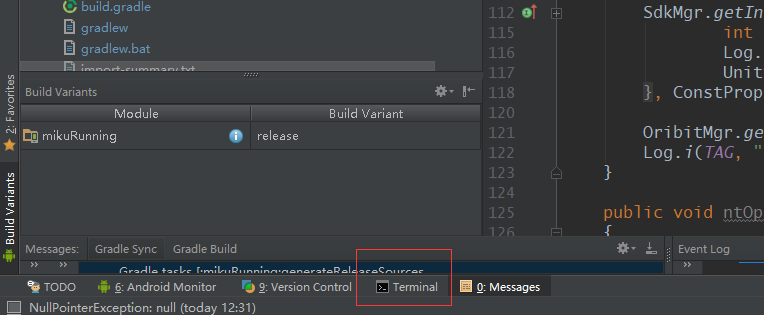 build.gradle
gradlew
gradlew.bat
import-summary.txt
Build Variants
Module Build Variant
mikuRunning release
2: Favorites
Build Variants
112 SdkMgr.getIn
115 int
116 Log.
117 Unit
118 }, ConstProp
120
121 OribitMgr.ge
122 Log.i(TAG, "
123 }
124
125 public void ntOp
126 {
Messages: Gradle Sync Gradle Build
Event Log
Gradle tasks [:mikuRunning:generateReleaseSources
TODO 6: Android Monitor 9: Version Control Terminal 0: Messages
NullPointerException: null (today 12:31)